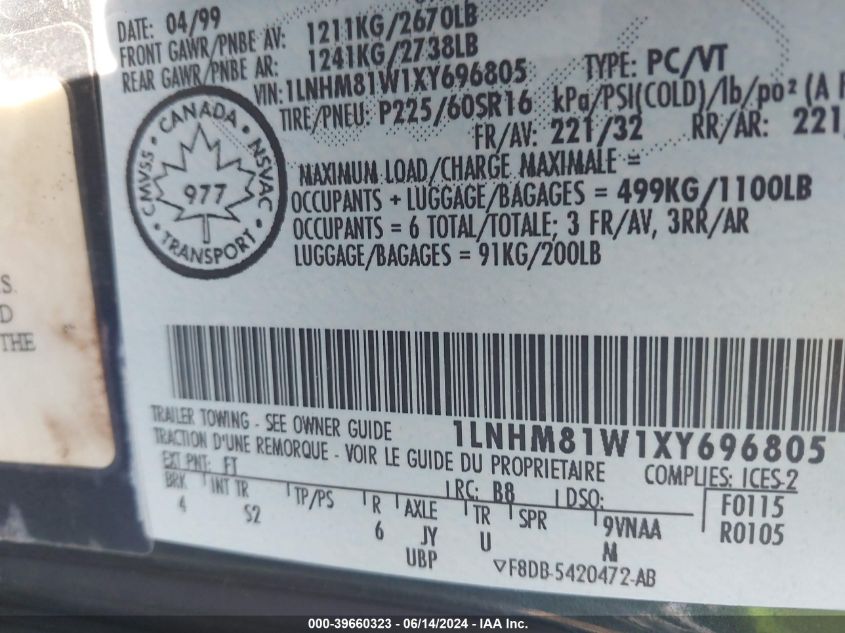 DATE: 04/99
FRONT GAWR/PNBE AV: 1211KG/2670LB
REAR GAWR/PNBE AR: 1241KG/2738LB
VIN: 1LNHM81W1XY696805 TYPE: PC/VT
TIRE/PNEU: P225/60SR16 kPa/PSI(COLD)/lb/po² (A F
FR/AV: 221/32 RR/AR: 221/
CANADA
CMVSS 977 NSVAC
TRANSPORT
MAXIMUM LOAD/CHARGE MAXIMALE =
OCCUPANTS + LUGGAGE/BAGAGES = 499KG/1100LB
OCCUPANTS = 6 TOTAL/TOTALE; 3 FR/AV, 3RR/AR
LUGGAGE/BAGAGES = 91KG/200LB
S.
D
THE
TRAILER TOWING - SEE OWNER GUIDE 1LNHM81W1XY696805
TRACTION D'UNE REMORQUE - VOIR LE GUIDE DU PROPRIETAIRE COMPLIES: ICES-2
EXT PNT: FT RC: B8 DSO: F0115
BRK INT TR TP/PS R AXLE TR SPR 9VNAA R0105
4 S2 6 JY U M
UBP ▽F8DB-5420472-AB
000-39660323 - 06/14/2024 - IAA Inc.